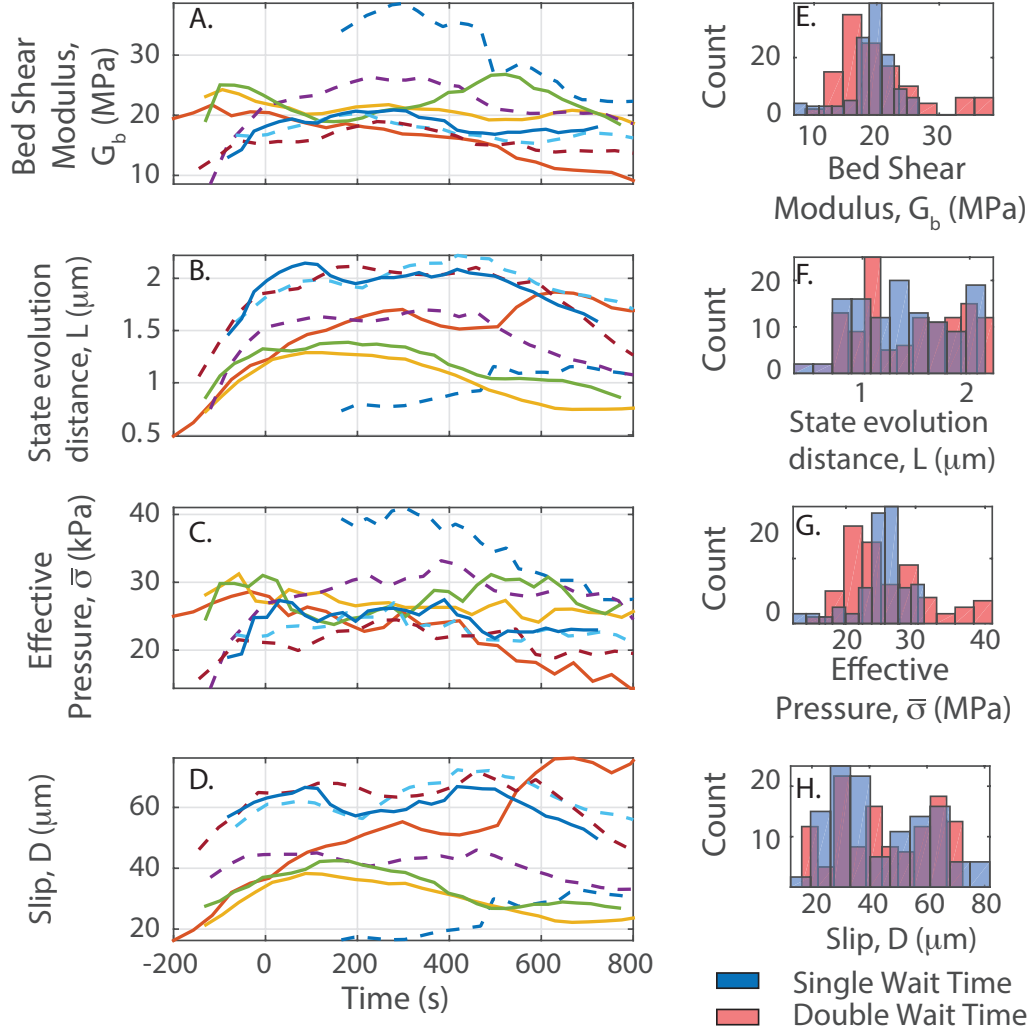 A.
Bed Shear
Modulus,
G_b (MPa)
30
20
10
B.
State evolution
distance, L (μm)
2
1.5
1
0.5
C.
Effective
Pressure, σ̅ (kPa)
40
30
20
D.
Slip, D (μm)
60
40
20
-200
0
200
400
600
800
Time (s)
E.
Count
20
0
10
20
30
Bed Shear
Modulus, G_b (MPa)
F.
Count
20
10
0
1
2
State evolution
distance, L (μm)
G.
Count
20
0
20
30
40
Effective
Pressure, σ̅ (MPa)
H.
Count
20
10
20
40
60
80
Slip, D (μm)
Single Wait Time
Double Wait Time